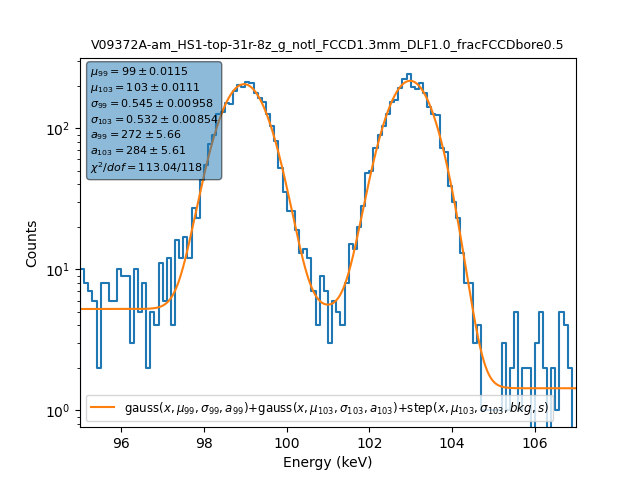 V09372A-am_HS1-top-31r-8z_g_notl_FCCD1.3mm_DLF1.0_fracFCCDbore0.5
μ₉₉ = 99 ± 0.0115
μ₁₀₃ = 103 ± 0.0111
σ₉₉ = 0.545 ± 0.00958
σ₁₀₃ = 0.532 ± 0.00854
a₉₉ = 272 ± 5.66
a₁₀₃ = 284 ± 5.61
χ²/dof = 113.04/118
10²
10¹
10⁰
Counts
gauss(x, μ₉₉, σ₉₉, a₉₉)+gauss(x, μ₁₀₃, σ₁₀₃, a₁₀₃)+step(x, μ₁₀₃, σ₁₀₃, bkg, s)
96 98 100 102 104 106
Energy (keV)